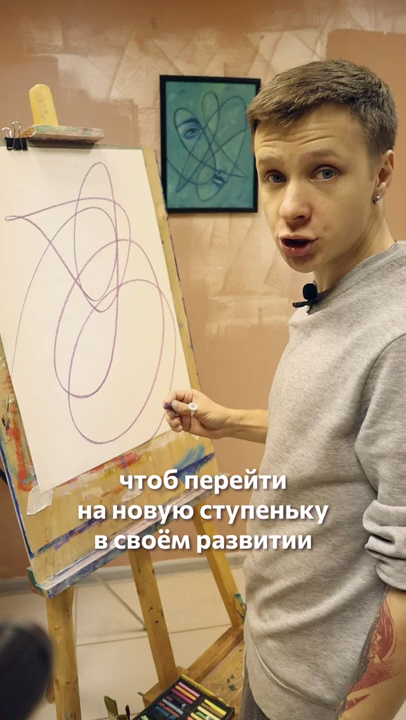 чтоб перейти
на новую ступеньку
в своём развитии